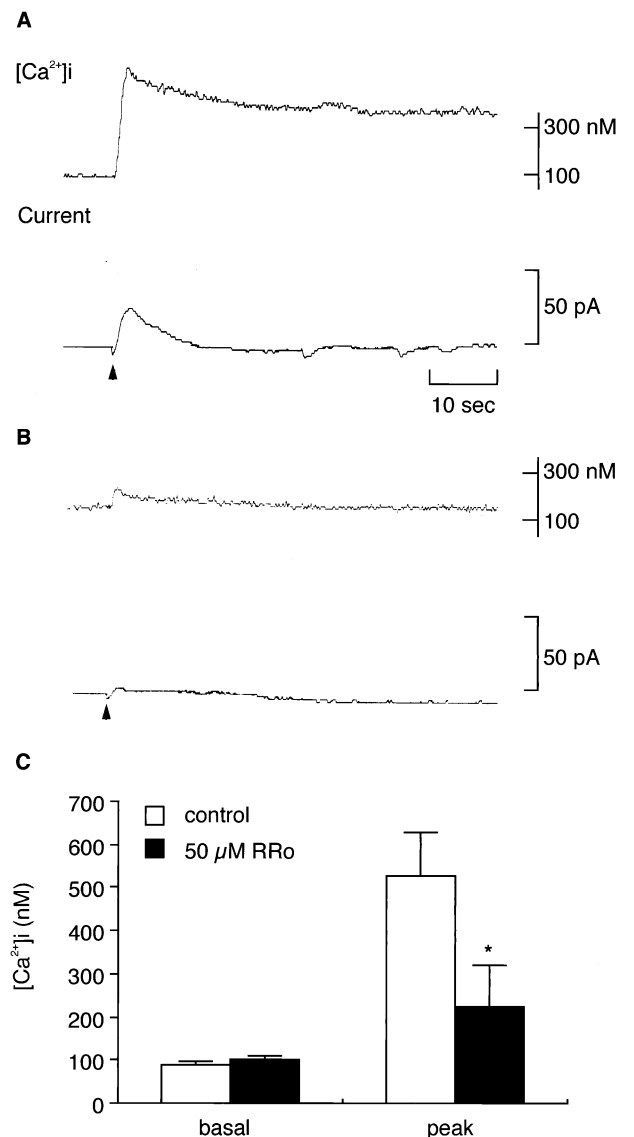 A
[Ca²⁺]i
300 nM
100
Current
50 pA
10 sec
B
300 nM
100
50 pA
C
700
600
500
400
300
200
100
0
[Ca²⁺]i (nM)
control
50 µM RRo
*
basal
peak